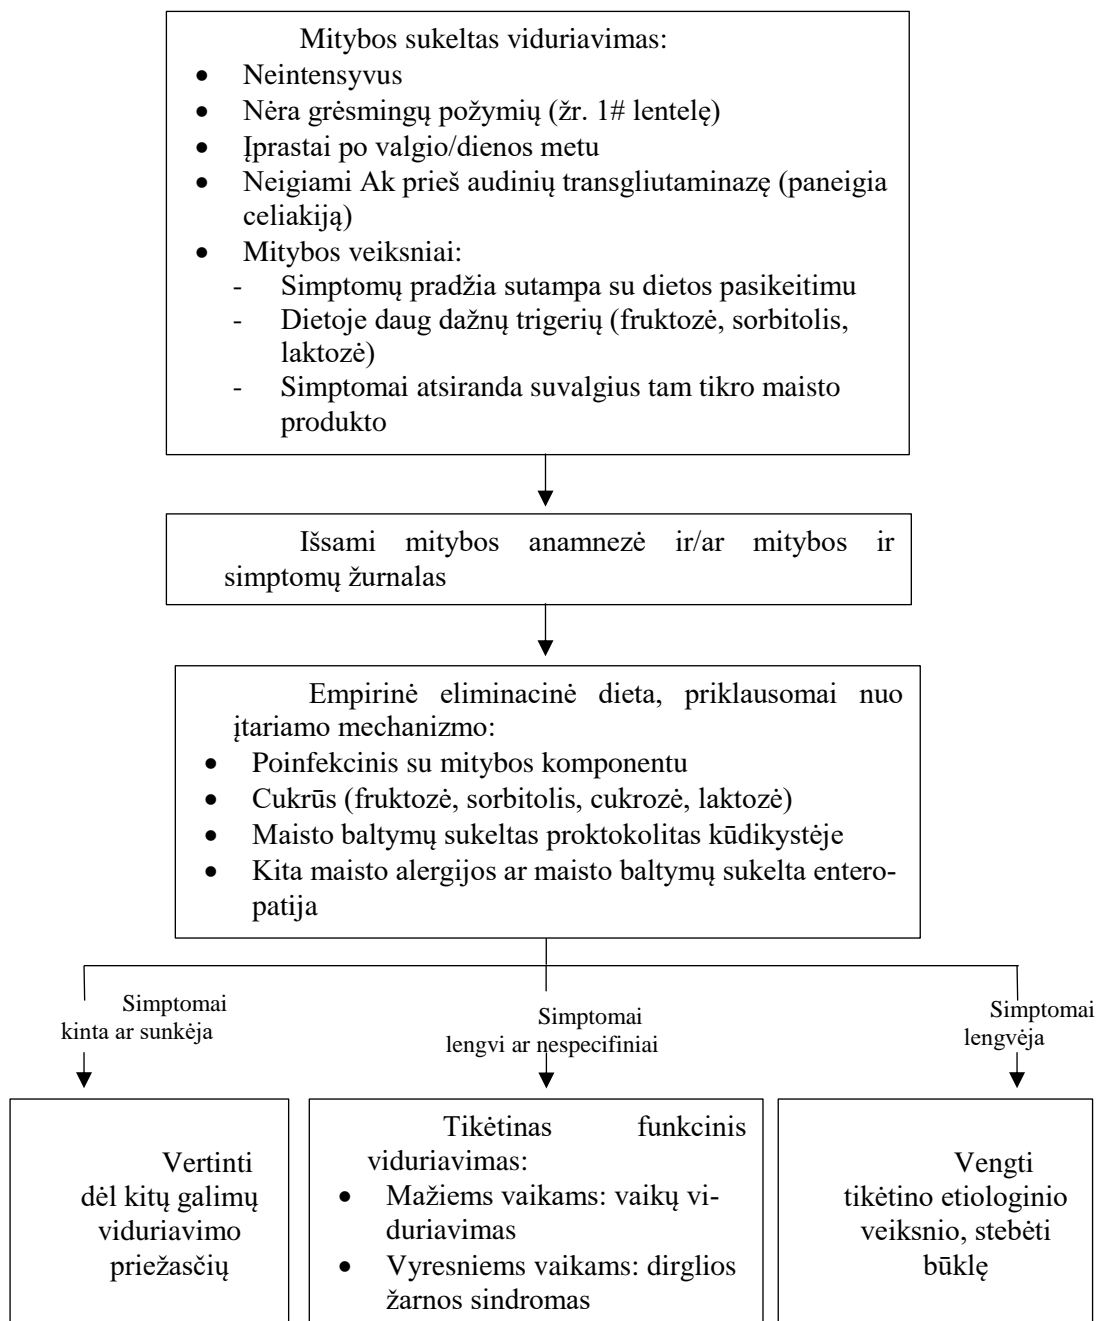 Mitybos sukeltas viduriavimas:
• Neintensyvus
• Nėra grėsmingų požymių (žr. 1# lentelę)
• Įprastai po valgio/dienos metu
• Neigiami Ak prieš audinių transgliutaminazę (paneigia
celiakiją)
• Mitybos veiksniai:
- Simptomų pradžia sutampa su dietos pasikeitimu
- Dietoje daug dažnų trigerių (fruktozė, sorbitolis,
laktozė)
- Simptomai atsiranda suvalgius tam tikro maisto
produkto
Išsami mitybos anamnezė ir/ar mitybos ir
simptomų žurnalas
Empirinė eliminacinė dieta, priklausomai nuo
įtariamo mechanizmo:
• Poinfekcinis su mitybos komponentu
• Cukrūs (fruktozė, sorbitolis, cukrozė, laktozė)
• Maisto baltymų sukeltas proktokolitas kūdikystėje
• Kita maisto alergijos ar maisto baltymų sukelta entero-
patija
Simptomai
kinta ar sunkėja
Simptomai
lengvi ar nespecifiniai
Simptomai
lengvėja
Vertinti
dėl kitų galimų
viduriavimo
priežasčių
Tikėtinas funkcinis
viduriavimas:
• Mažiems vaikams: vaikų vi-
duriavimas
• Vyresniems vaikams: dirglios
žarnos sindromas
Vengti
tikėtino etiologinio
veiksnio, stebėti
būklę